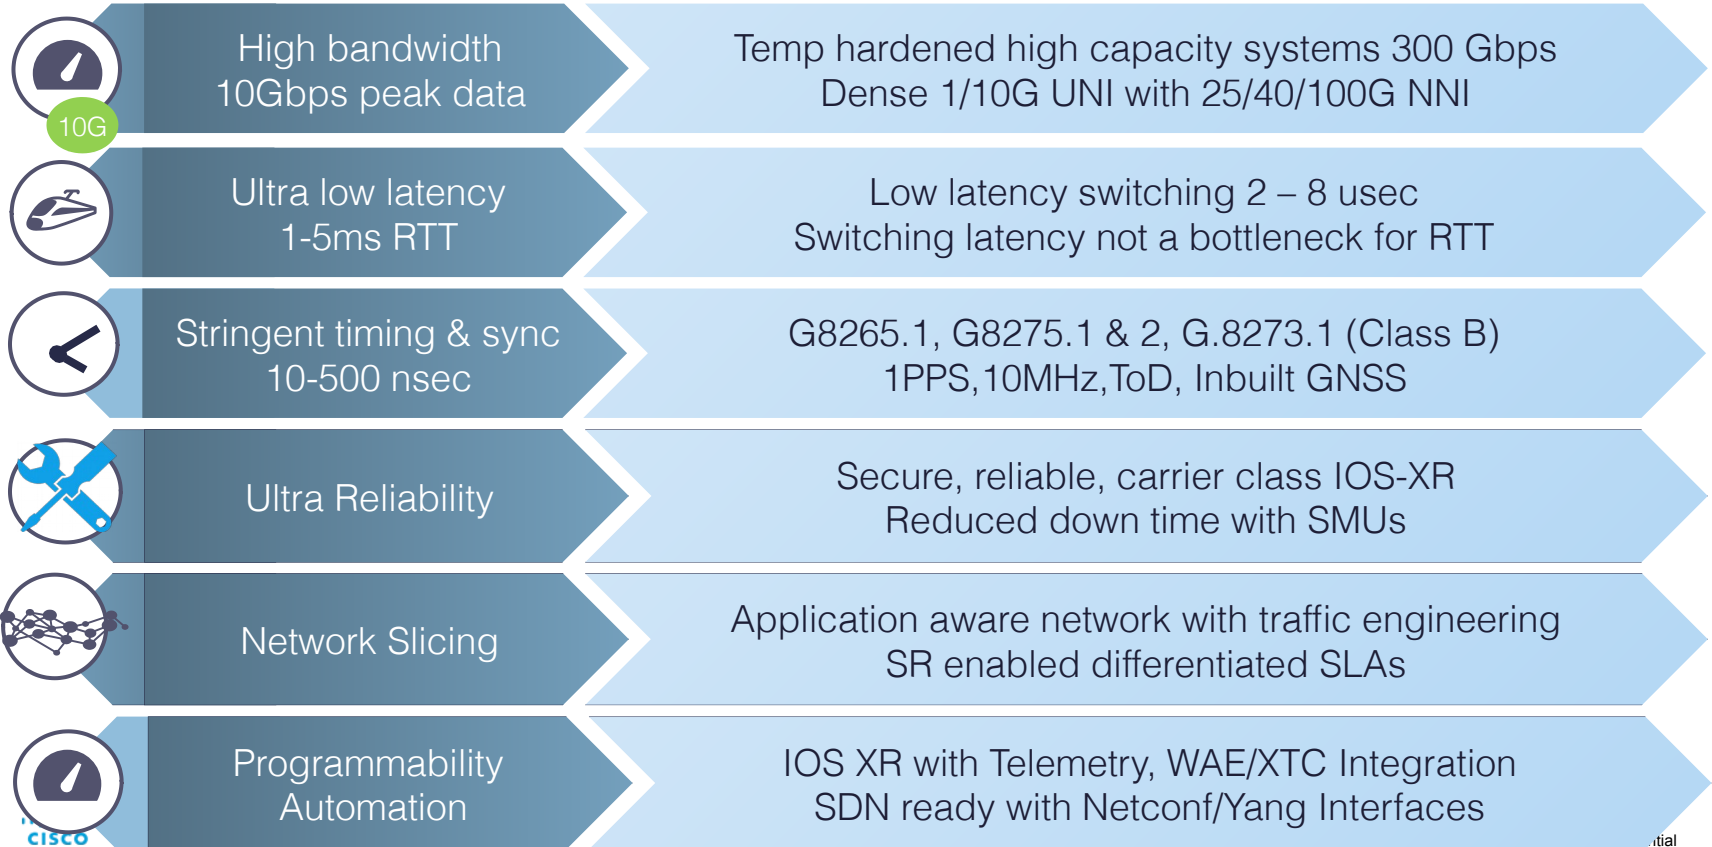 High bandwidth
10Gbps peak data
10G
Temp hardened high capacity systems 300 Gbps
Dense 1/10G UNI with 25/40/100G NNI
Ultra low latency
1-5ms RTT
Low latency switching 2 – 8 usec
Switching latency not a bottleneck for RTT
Stringent timing & sync
10-500 nsec
G8265.1, G8275.1 & 2, G.8273.1 (Class B)
1PPS,10MHz,ToD, Inbuilt GNSS
Ultra Reliability
Secure, reliable, carrier class IOS-XR
Reduced down time with SMUs
Network Slicing
Application aware network with traffic engineering
SR enabled differentiated SLAs
Programmability
Automation
IOS XR with Telemetry, WAE/XTC Integration
SDN ready with Netconf/Yang Interfaces
CISCO